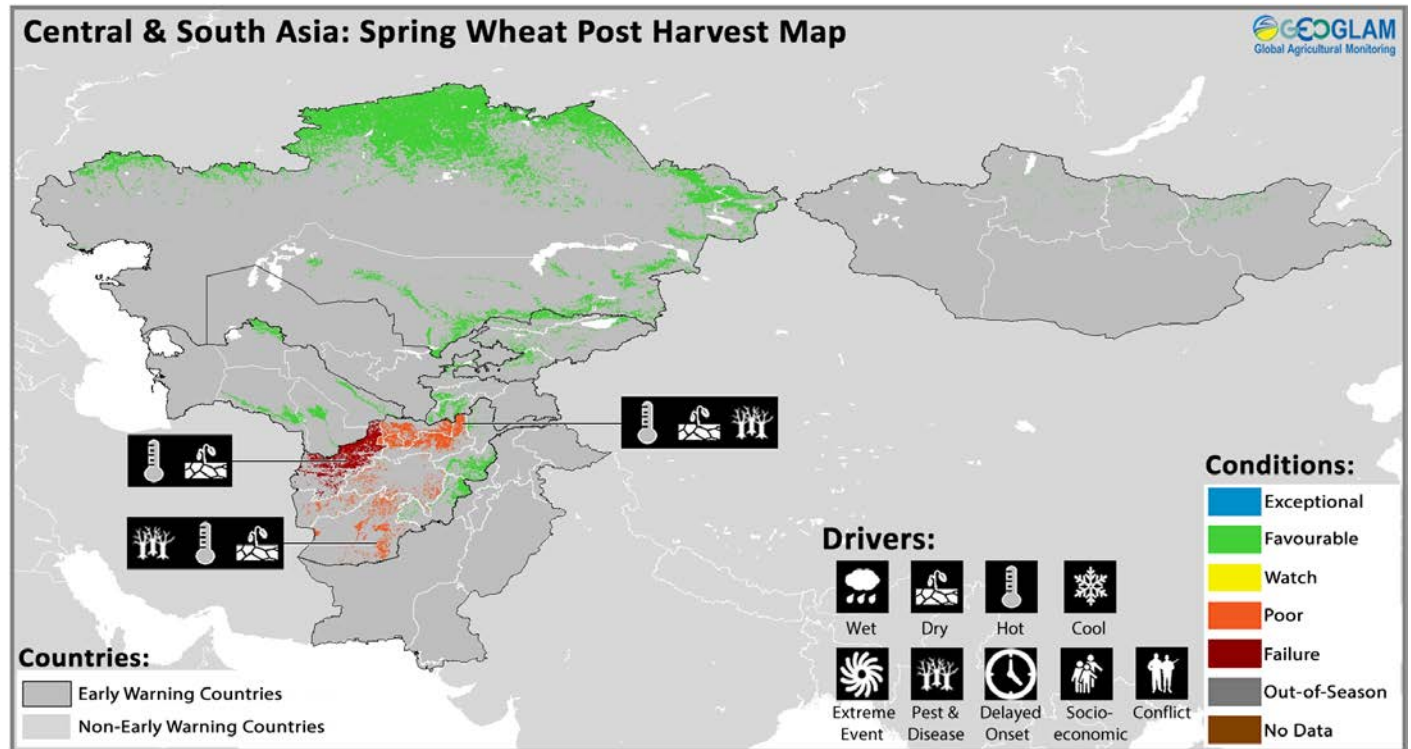 Central & South Asia: Spring Wheat Post Harvest Map
GEOGLAM
Global Agricultural Monitoring
Countries:
Early Warning Countries
Non-Early Warning Countries
Drivers:
Wet
Dry
Hot
Cool
Extreme Event
Pest & Disease
Delayed Onset
Socio-economic
Conflict
Conditions:
Exceptional
Favourable
Watch
Poor
Failure
Out-of-Season
No Data